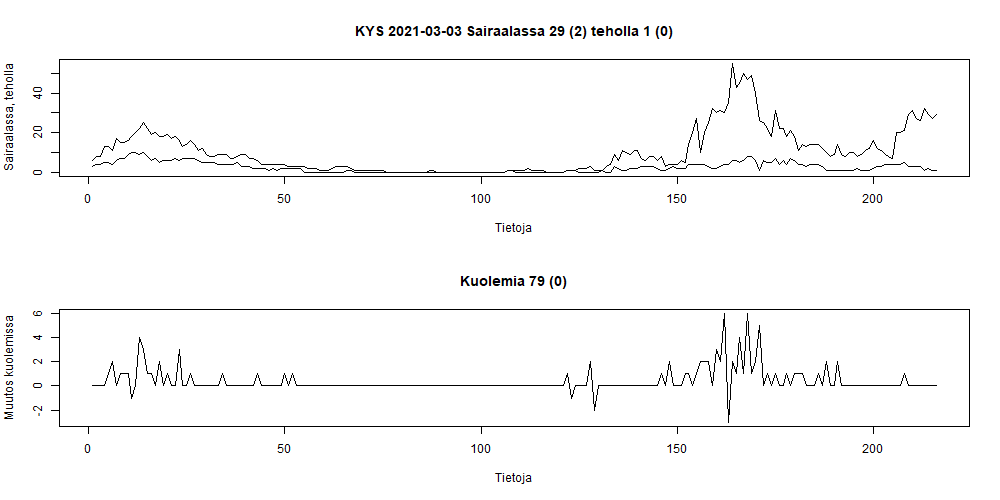 KYS 2021-03-03 Sairaalassa 29 (2) teholla 1 (0)
Sairaalassa, teholla
0 20 40
0 50 100 150 200
Tietoja
Kuolemia 79 (0)
Muutos kuolemissa
-2 0 2 4 6
0 50 100 150 200
Tietoja